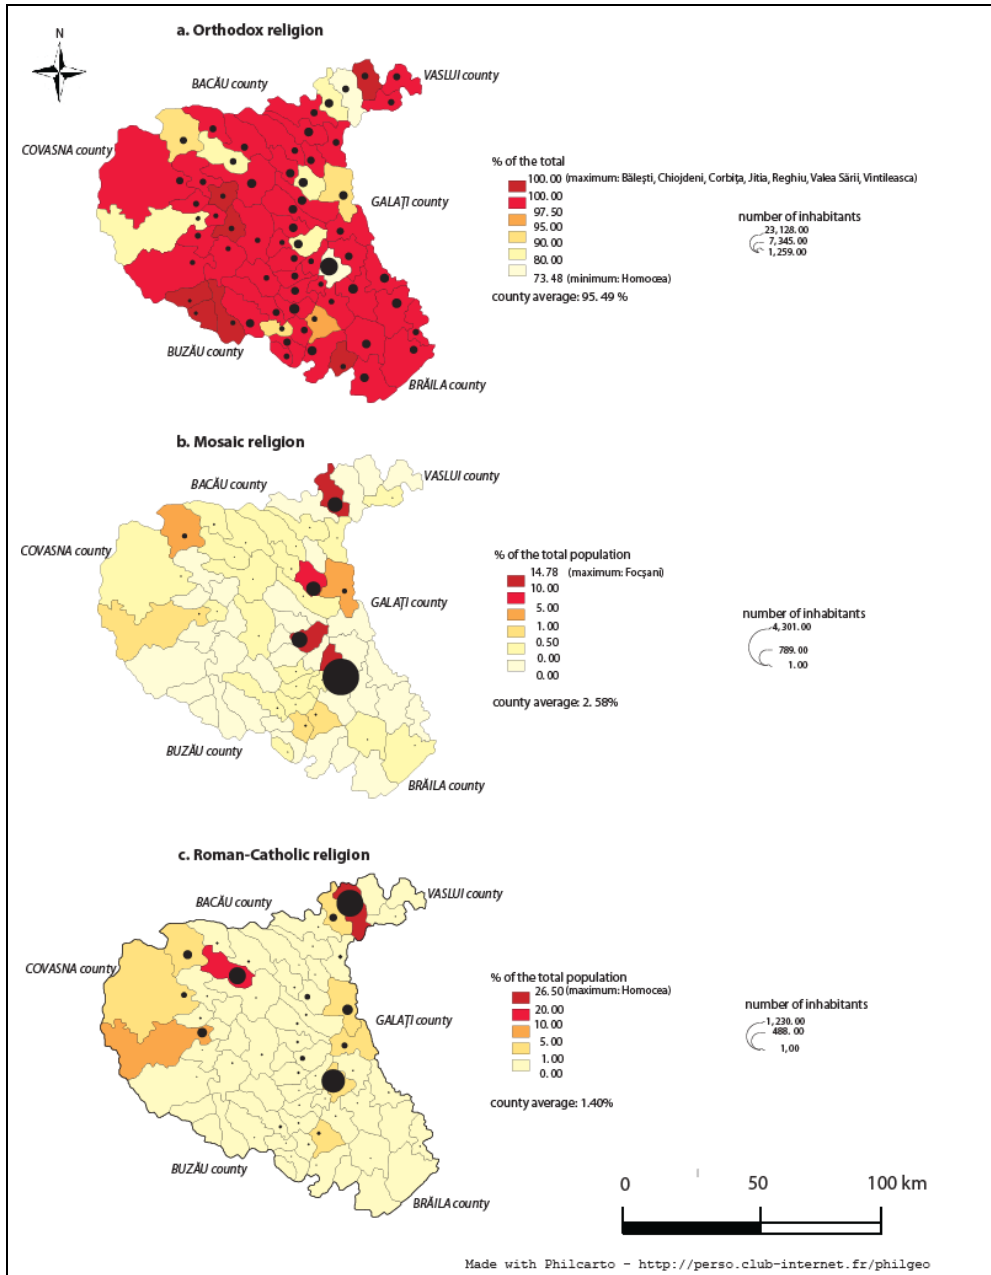 a. Orthodox religion
N
BACĂU county
VASLUI county
COVASNA county
GALAŢI county
BUZĂU county
BRĂILA county
% of the total
100.00 (maximum: Bălești, Chiojdeni, Corbița, Jitia, Reghiu, Valea Sării, Vintileasca)
100.00
97.50
95.00
90.00
80.00
73.48 (minimum: Homocea)
county average: 95.49 %
number of inhabitants
23,128.00
7,345.00
1,259.00
b. Mosaic religion
BACĂU county
VASLUI county
COVASNA county
GALAŢI county
BUZĂU county
BRĂILA county
% of the total population
14.78 (maximum: Focșani)
10.00
5.00
1.00
0.50
0.00
0.00
county average: 2. 58%
number of inhabitants
4,301.00
789.00
1.00
c. Roman-Catholic religion
BACĂU county
VASLUI county
COVASNA county
GALAŢI county
BUZĂU county
BRĂILA county
% of the total population
26.50 (maximum: Homocea)
20.00
10.00
5.00
1.00
0.00
county average: 1.40%
number of inhabitants
1,230.00
488.00
1,00
0 50 100 km
Made with Philcarto - http://perso.club-internet.fr/philgeo